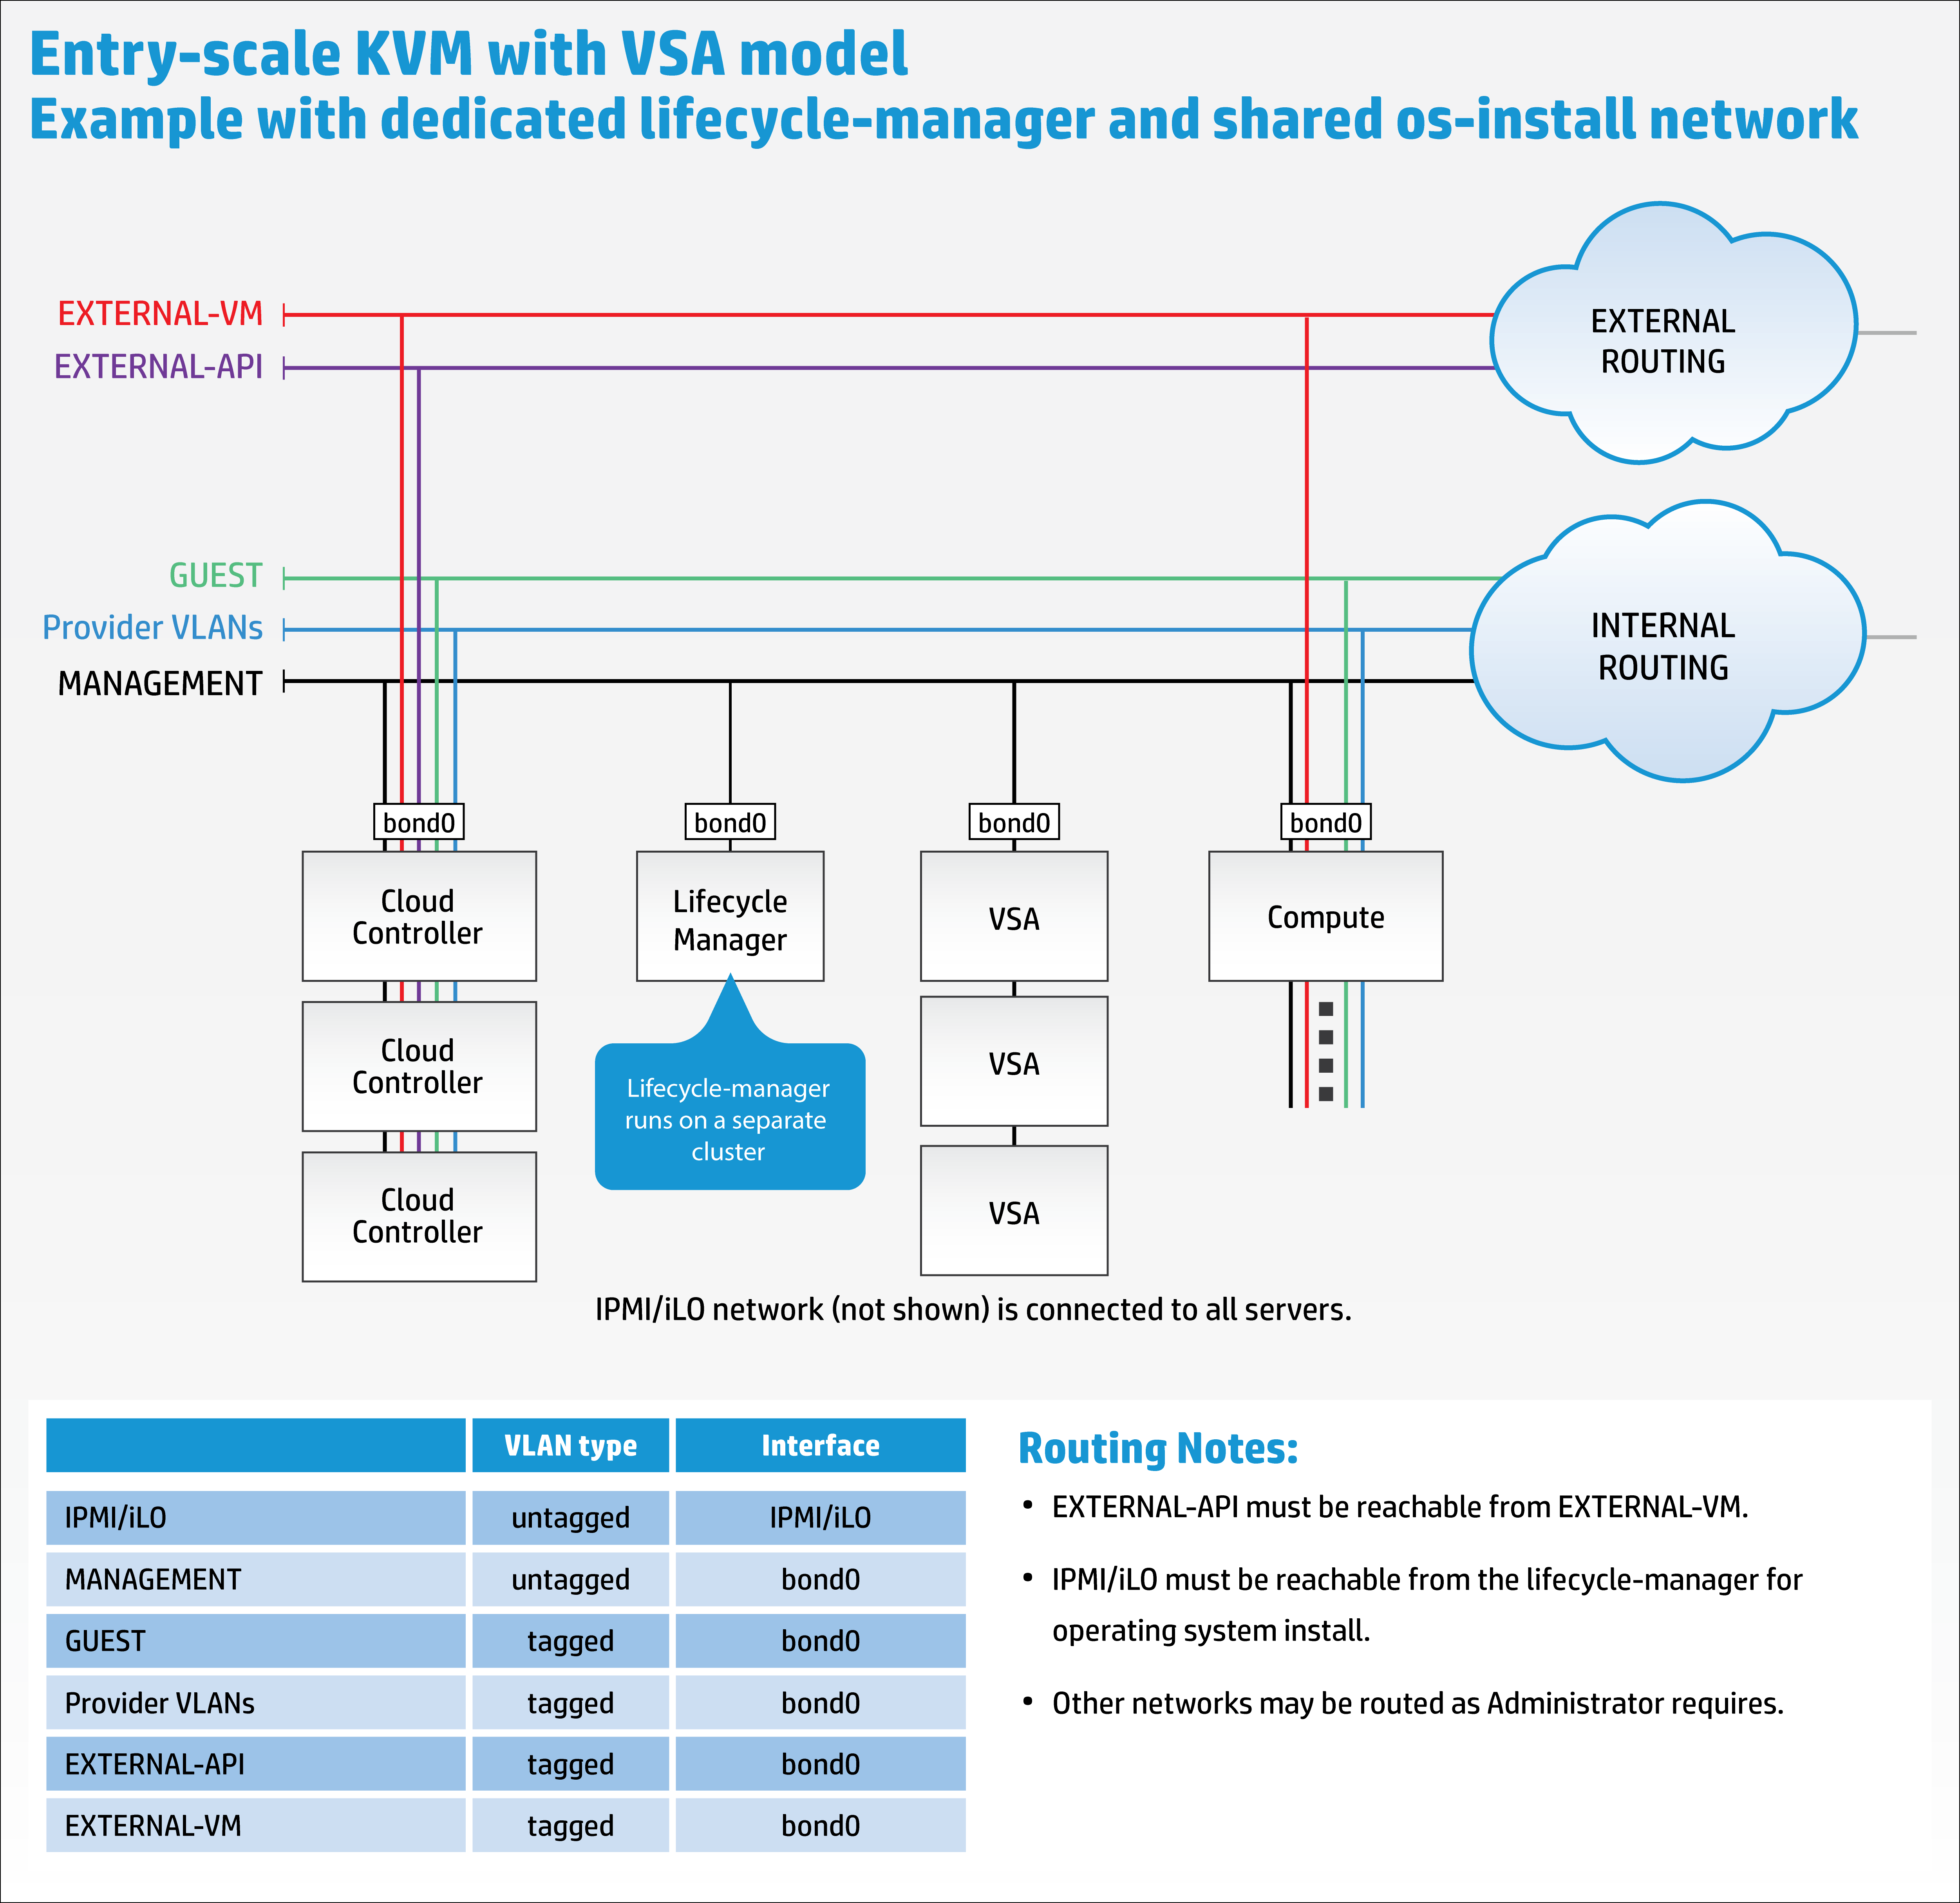 Entry-scale KVM with VSA model
Example with dedicated lifecycle-manager and shared os-install network
EXTERNAL-VM
EXTERNAL-API
EXTERNAL
ROUTING
GUEST
Provider VLANs
MANAGEMENT
INTERNAL
ROUTING
bond0
bond0
bond0
bond0
Cloud
Controller
Lifecycle
Manager
VSA
Compute
Cloud
Controller
VSA
Lifecycle-manager
runs on a separate
cluster
Cloud
Controller
VSA
IPMI/iLO network (not shown) is connected to all servers.
VLAN type Interface
IPMI/iLO untagged IPMI/iLO
MANAGEMENT untagged bond0
GUEST tagged bond0
Provider VLANs tagged bond0
EXTERNAL-API tagged bond0
EXTERNAL-VM tagged bond0
Routing Notes:
• EXTERNAL-API must be reachable from EXTERNAL-VM.
• IPMI/iLO must be reachable from the lifecycle-manager for
operating system install.
• Other networks may be routed as Administrator requires.